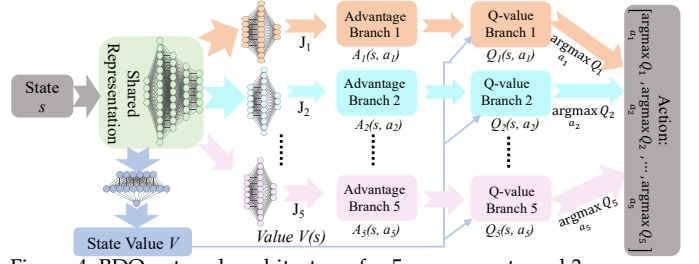 State
s
Shared
Representation
J1
Advantage
Branch 1
A1(s, a1)
Q-value
Branch 1
Q1(s, a1)
argmax Q1
a1
J2
Advantage
Branch 2
A2(s, a2)
Q-value
Branch 2
Q2(s, a2)
argmax Q2
a2
J5
Advantage
Branch 5
A5(s, a5)
Q-value
Branch 5
Q5(s, a5)
argmax Q5
a5
State Value V
Value V(s)
Action:
[argmax Q1 , argmax Q2 , ... , argmax Q5]
a1 a2 a5